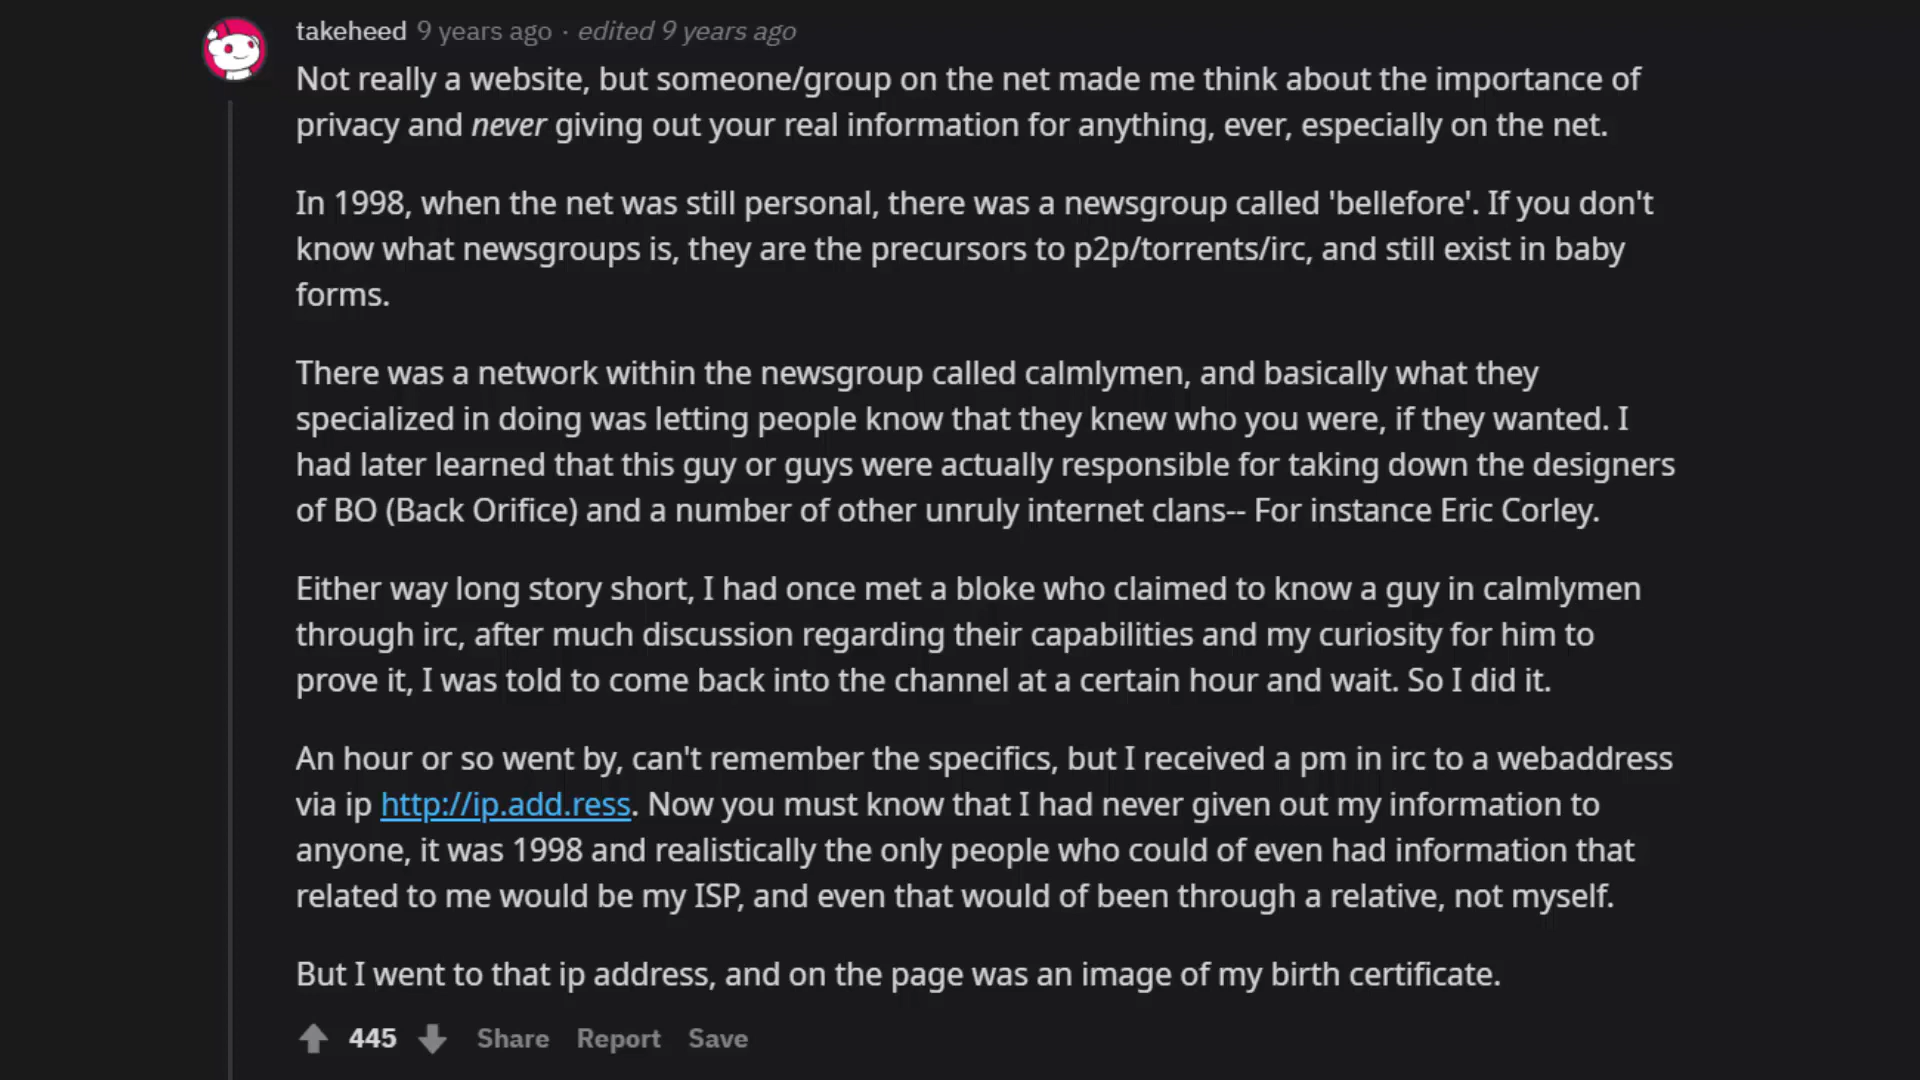 takeheed 9 years ago · edited 9 years ago
Not really a website, but someone/group on the net made me think about the importance of
privacy and never giving out your real information for anything, ever, especially on the net.
In 1998, when the net was still personal, there was a newsgroup called 'bellefore'. If you don't
know what newsgroups is, they are the precursors to p2p/torrents/irc, and still exist in baby
forms.
There was a network within the newsgroup called calmlymen, and basically what they
specialized in doing was letting people know that they knew who you were, if they wanted. I
had later learned that this guy or guys were actually responsible for taking down the designers
of BO (Back Orifice) and a number of other unruly internet clans-- For instance Eric Corley.
Either way long story short, I had once met a bloke who claimed to know a guy in calmlymen
through irc, after much discussion regarding their capabilities and my curiosity for him to
prove it, I was told to come back into the channel at a certain hour and wait. So I did it.
An hour or so went by, can't remember the specifics, but I received a pm in irc to a webaddress
via ip http://ip.add.ress. Now you must know that I had never given out my information to
anyone, it was 1998 and realistically the only people who could of even had information that
related to me would be my ISP, and even that would of been through a relative, not myself.
But I went to that ip address, and on the page was an image of my birth certificate.
445 Share Report Save